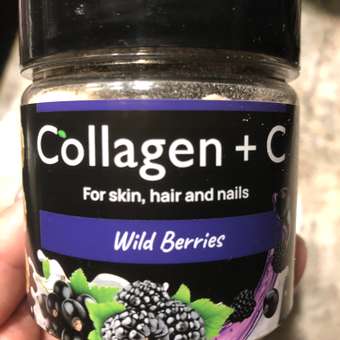 Collagen + C
For skin, hair and nails
Wild Berries